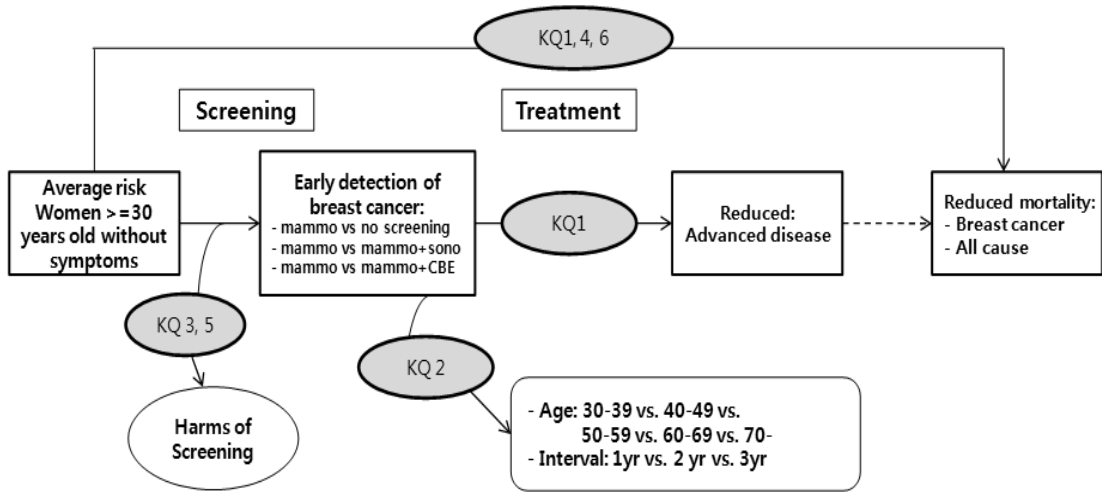 KQ1, 4, 6
Screening
Treatment
Average risk
Women >=30
years old without
symptoms
Early detection of
breast cancer:
- mammo vs no screening
- mammo vs mammo+sono
- mammo vs mammo+CBE
KQ1
Reduced:
Advanced disease
Reduced mortality:
- Breast cancer
- All cause
KQ 3, 5
KQ 2
Harms of
Screening
- Age: 30-39 vs. 40-49 vs.
50-59 vs. 60-69 vs. 70-
- Interval: 1yr vs. 2 yr vs. 3yr